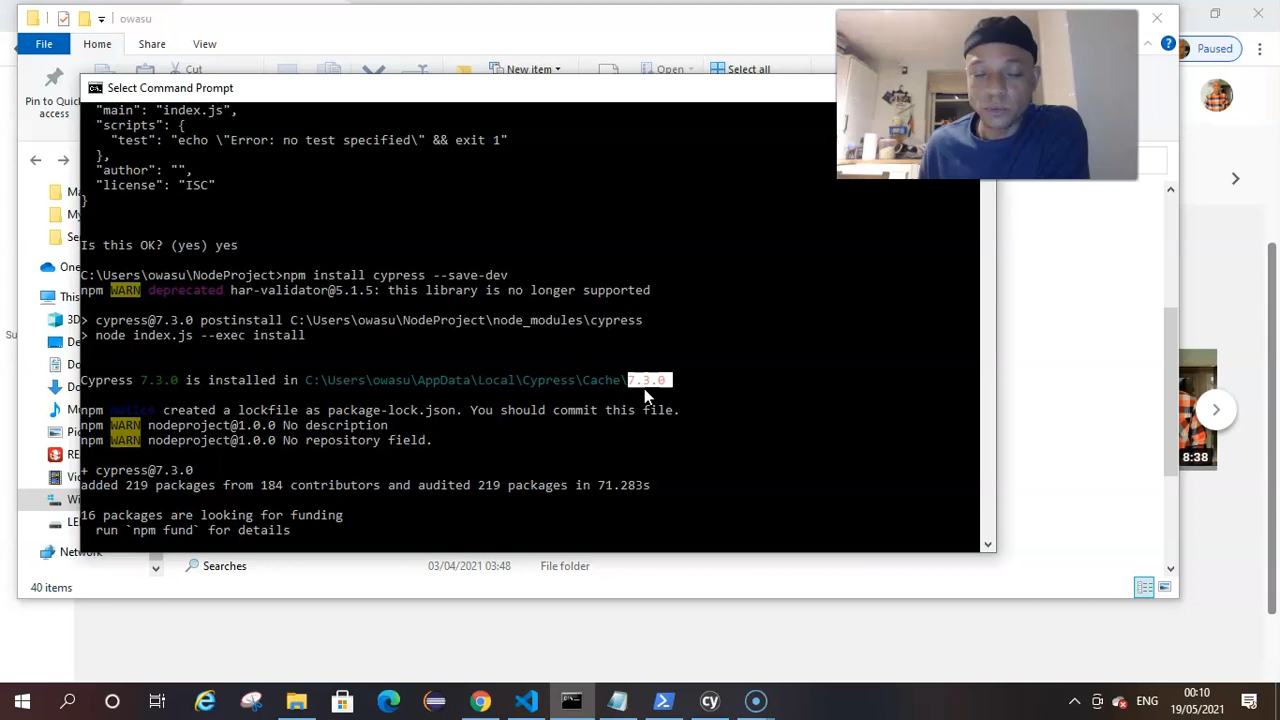 owasu
File
Home
Share
View
Paused
Cut
New item
Open
Select all
Pin to Quick
access
Select Command Prompt
"main": "index.js",
"scripts": {
"test": "echo \"Error: no test specified\" && exit 1"
},
"author": "",
"license": "ISC"
}
Is this OK? (yes) yes
C:\Users\owasu\NodeProject>npm install cypress --save-dev
npm WARN deprecated har-validator@5.1.5: this library is no longer supported
> cypress@7.3.0 postinstall C:\Users\owasu\NodeProject\node_modules\cypress
> node index.js --exec install
Cypress 7.3.0 is installed in C:\Users\owasu\AppData\Local\Cypress\Cache\7.3.0
npm notice created a lockfile as package-lock.json. You should commit this file.
npm WARN nodeproject@1.0.0 No description
npm WARN nodeproject@1.0.0 No repository field.
+ cypress@7.3.0
added 219 packages from 184 contributors and audited 219 packages in 71.283s
16 packages are looking for funding
run `npm fund` for details
Ma
My
Se
One
This
3D
De
Do
Do
M
Pic
RE
Vid
Wi
LE
Network
Su
8:38
Searches
03/04/2021 03:48
File folder
40 items
cy
ENG
00:10
19/05/2021